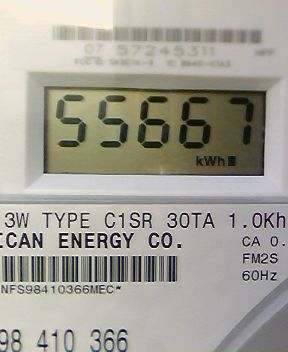 07 57245311
55667
kWh
3W TYPE C1SR 30TA 1.0Kh
ICAN ENERGY CO.
CA 0.
FM2S
60Hz
NFS98410366MEC*
98 410 366